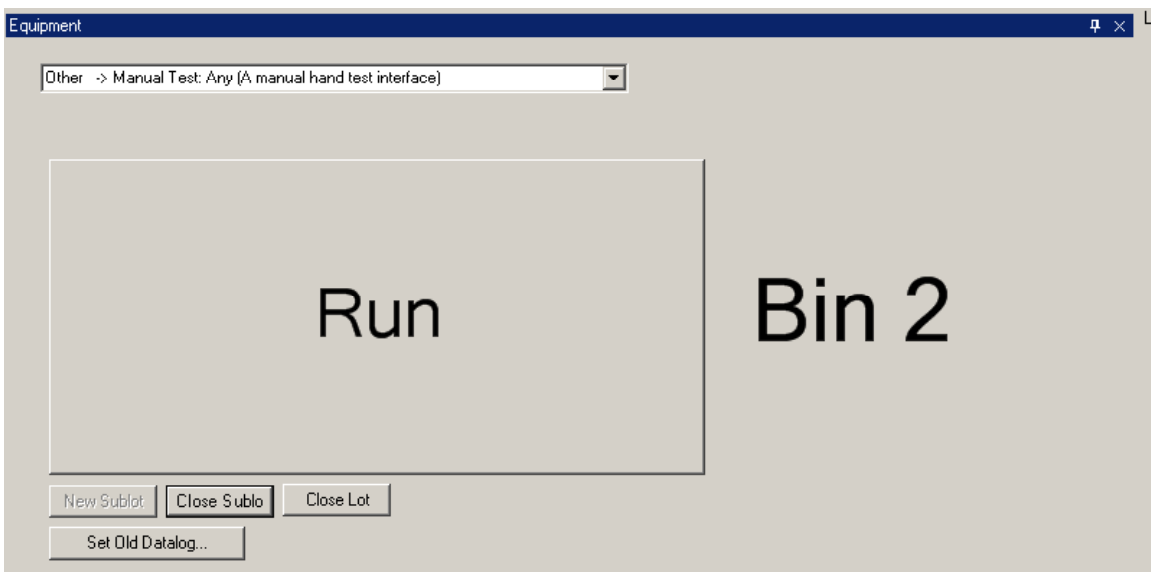 Equipment
Other -> Manual Test: Any (A manual hand test interface)
Run
Bin 2
New Sublot Close Sublo Close Lot
Set Old Datalog...